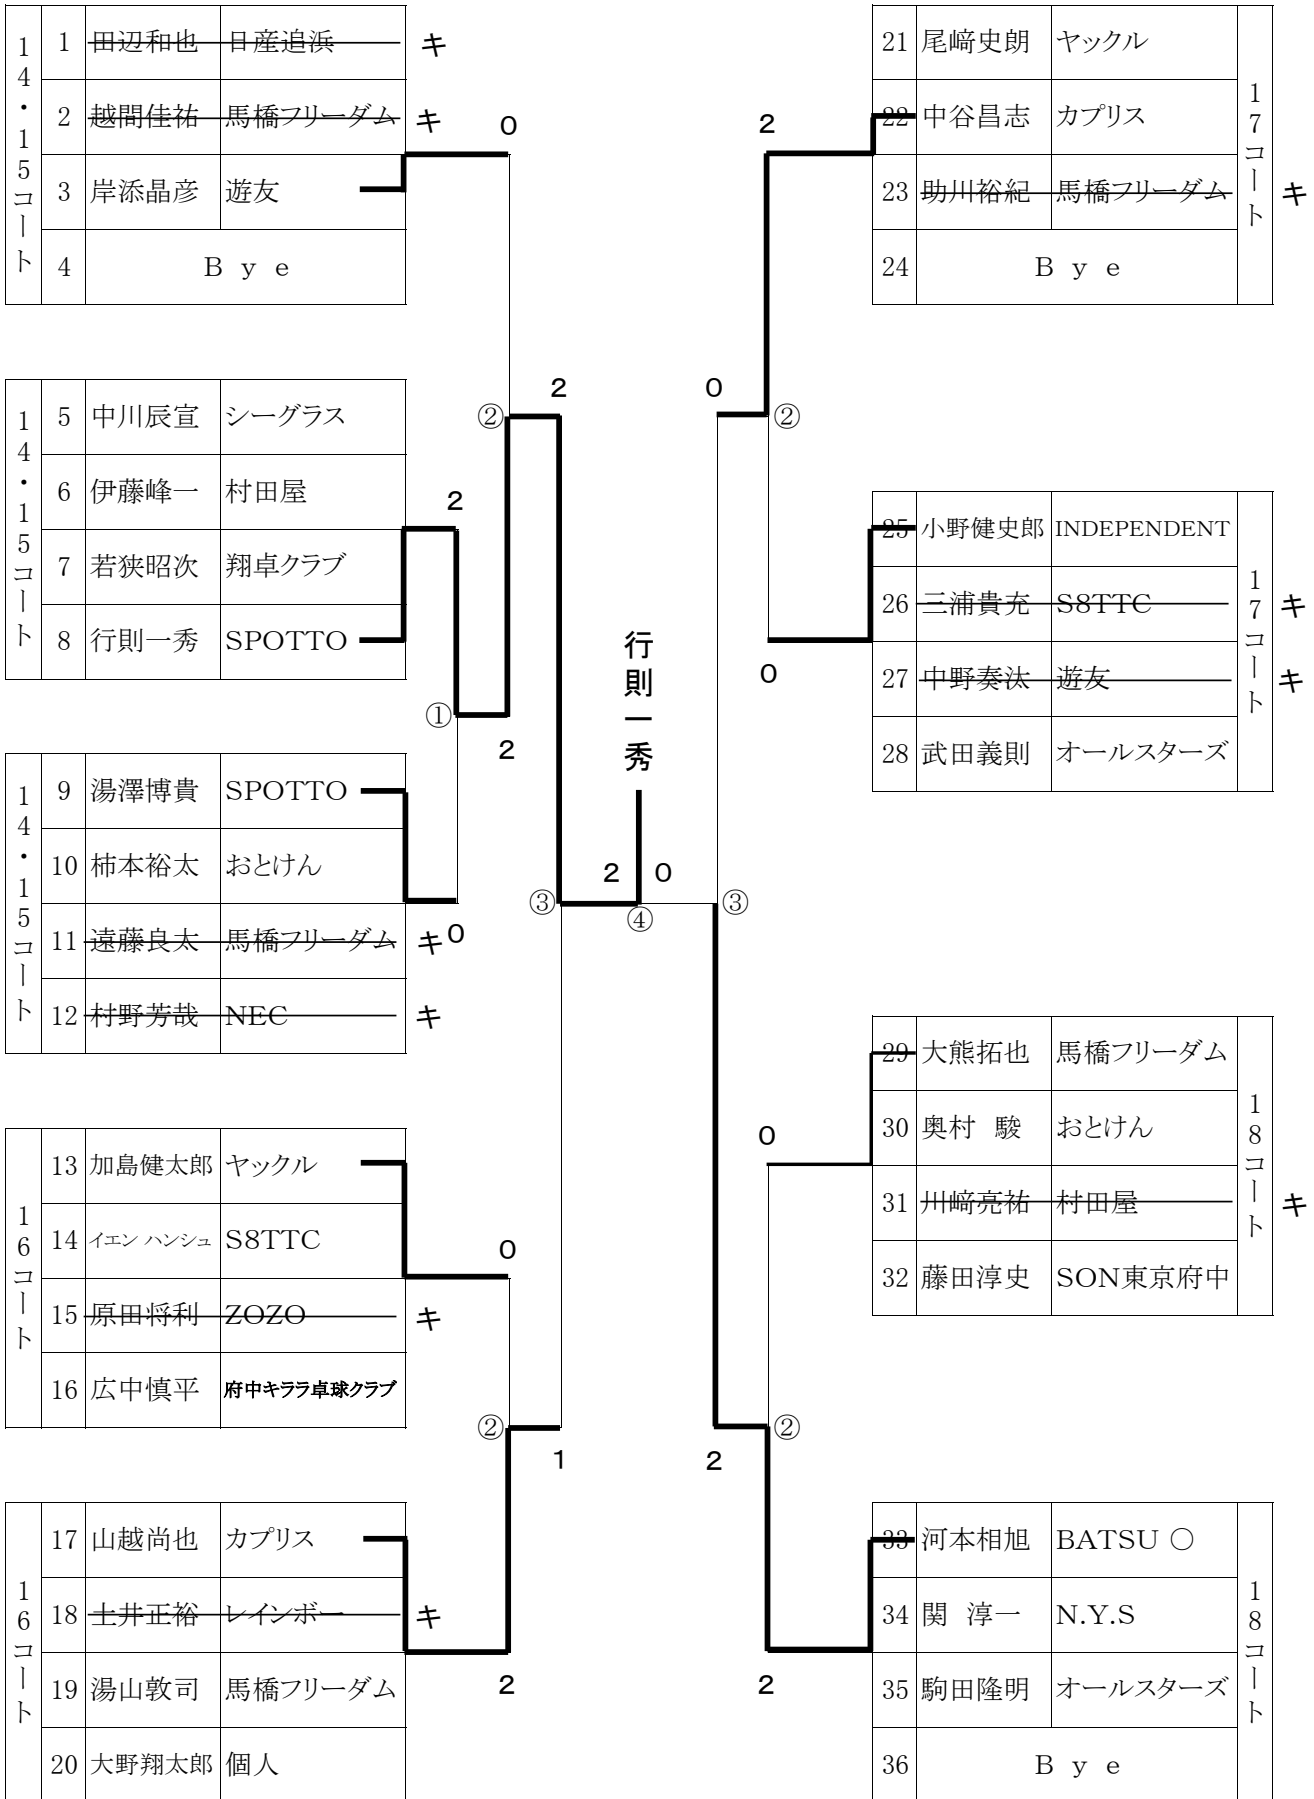 14・15コート
1 田辺和也 日産追浜 キ
2 越間佳祐 馬橋フリーダム キ
3 岸添晶彦 遊友
4 Bye
0
14・15コート
5 中川辰宣 シーグラス
6 伊藤峰一 村田屋
7 若狭昭次 翔卓クラブ
8 行則一秀 SPOTTO
2
②
2
①
2
14・15コート
9 湯澤博貴 SPOTTO
10 柿本裕太 おとけん
11 遠藤良太 馬橋フリーダム キ
12 村野芳哉 NEC キ
0
③
16コート
13 加島健太郎 ヤックル
14 イエン ハンシュ S8TTC
15 原田将利 ZOZO キ
16 広中慎平 府中キララ卓球クラブ
0
②
1
16コート
17 山越尚也 カプリス
18 土井正裕 レインボー キ
19 湯山敦司 馬橋フリーダム
20 大野翔太郎 個人
2
行則一秀
2 0
④
21 尾﨑史朗 ヤックル
22 中谷昌志 カプリス
23 助川裕紀 馬橋フリーダム キ
24 Bye
17コート
2
0
②
25 小野健史郎 INDEPENDENT
26 三浦貴充 S8TTC キ
27 中野奏汰 遊友 キ
28 武田義則 オールスターズ
17コート
0
③
29 大熊拓也 馬橋フリーダム
30 奥村 駿 おとけん
31 川﨑亮祐 村田屋 キ
32 藤田淳史 SON東京府中
18コート
0
②
2
33 河本相旭 BATSU ○
34 関 淳一 N.Y.S
35 駒田隆明 オールスターズ
36 Bye
18コート
2